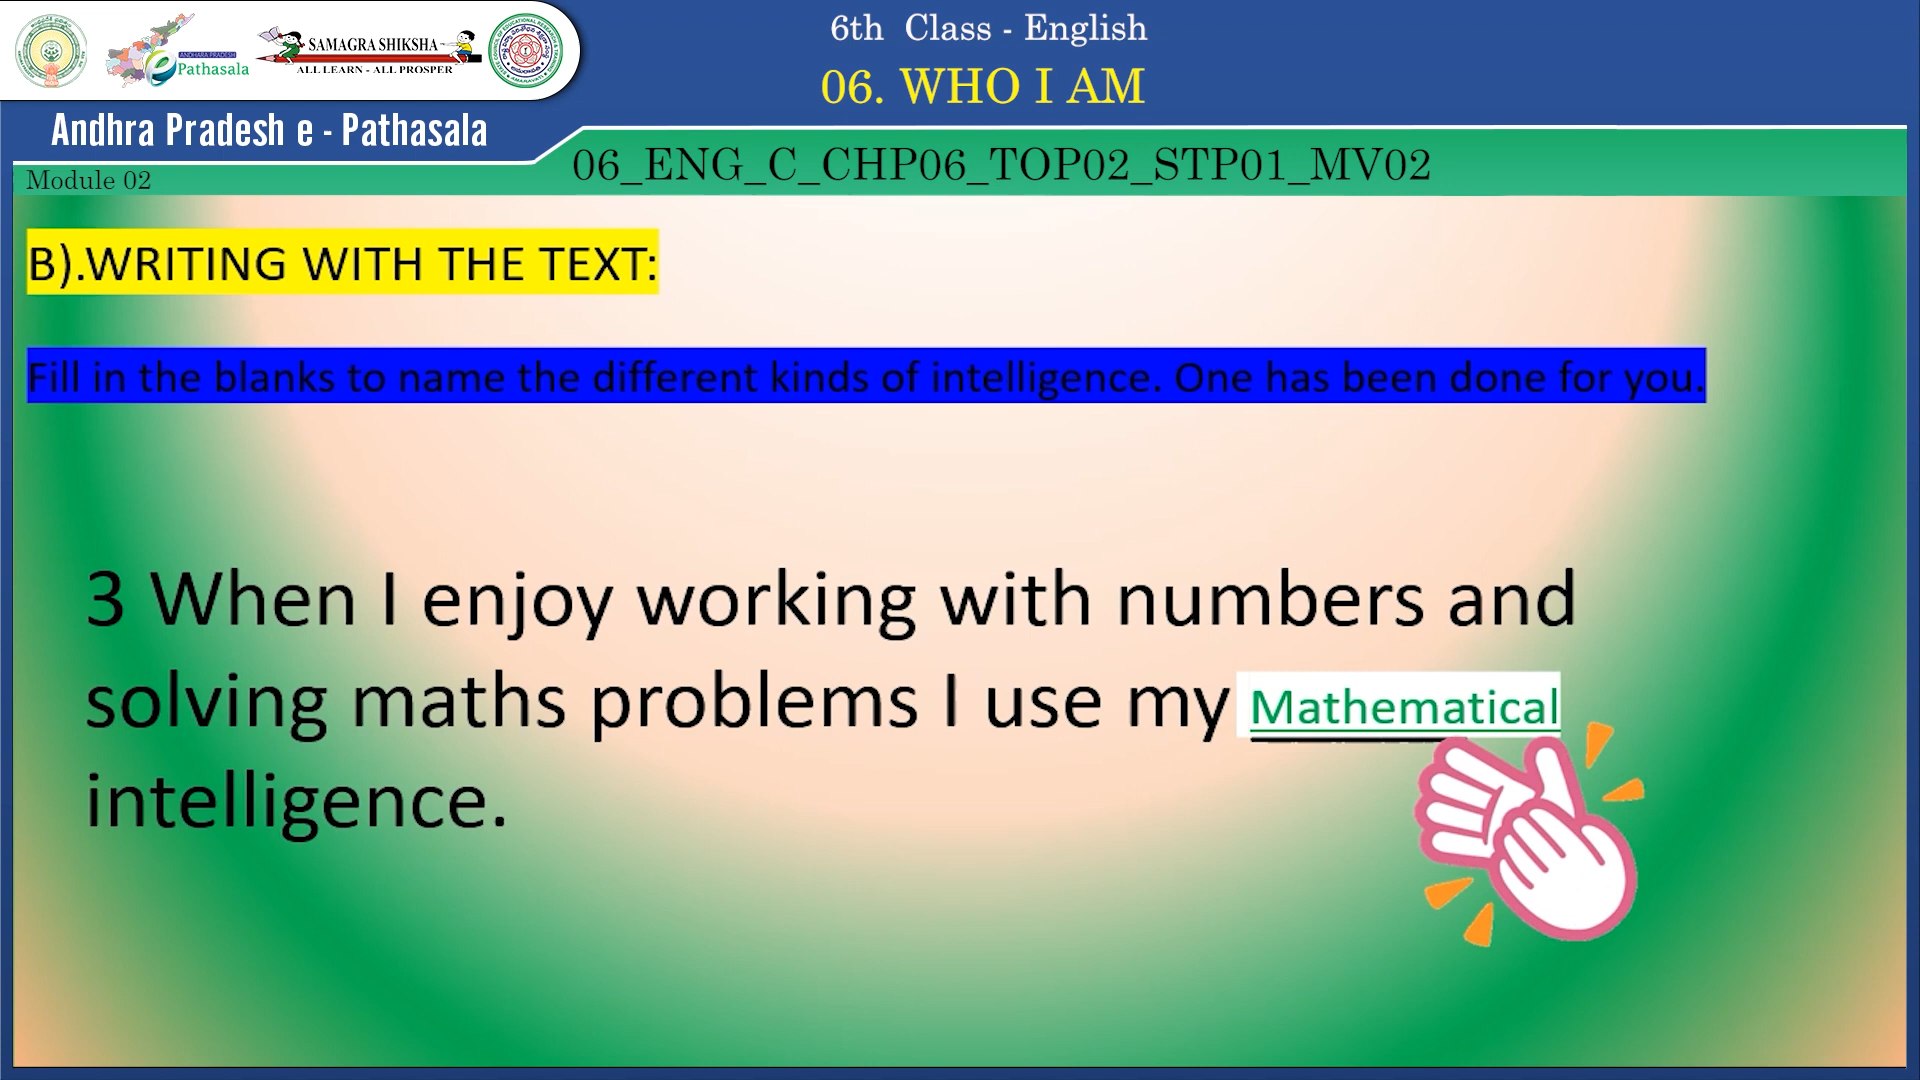 6th Class - English
06. WHO I AM
ANDHRA PRADESH
e Pathasala
SAMAGRA SHIKSHA
ALL LEARN - ALL PROSPER
Andhra Pradesh e - Pathasala
Module 02
06_ENG_C_CHP06_TOP02_STP01_MV02
B).WRITING WITH THE TEXT:
Fill in the blanks to name the different kinds of intelligence. One has been done for you.
3 When I enjoy working with numbers and
solving maths problems I use my Mathematical
intelligence.